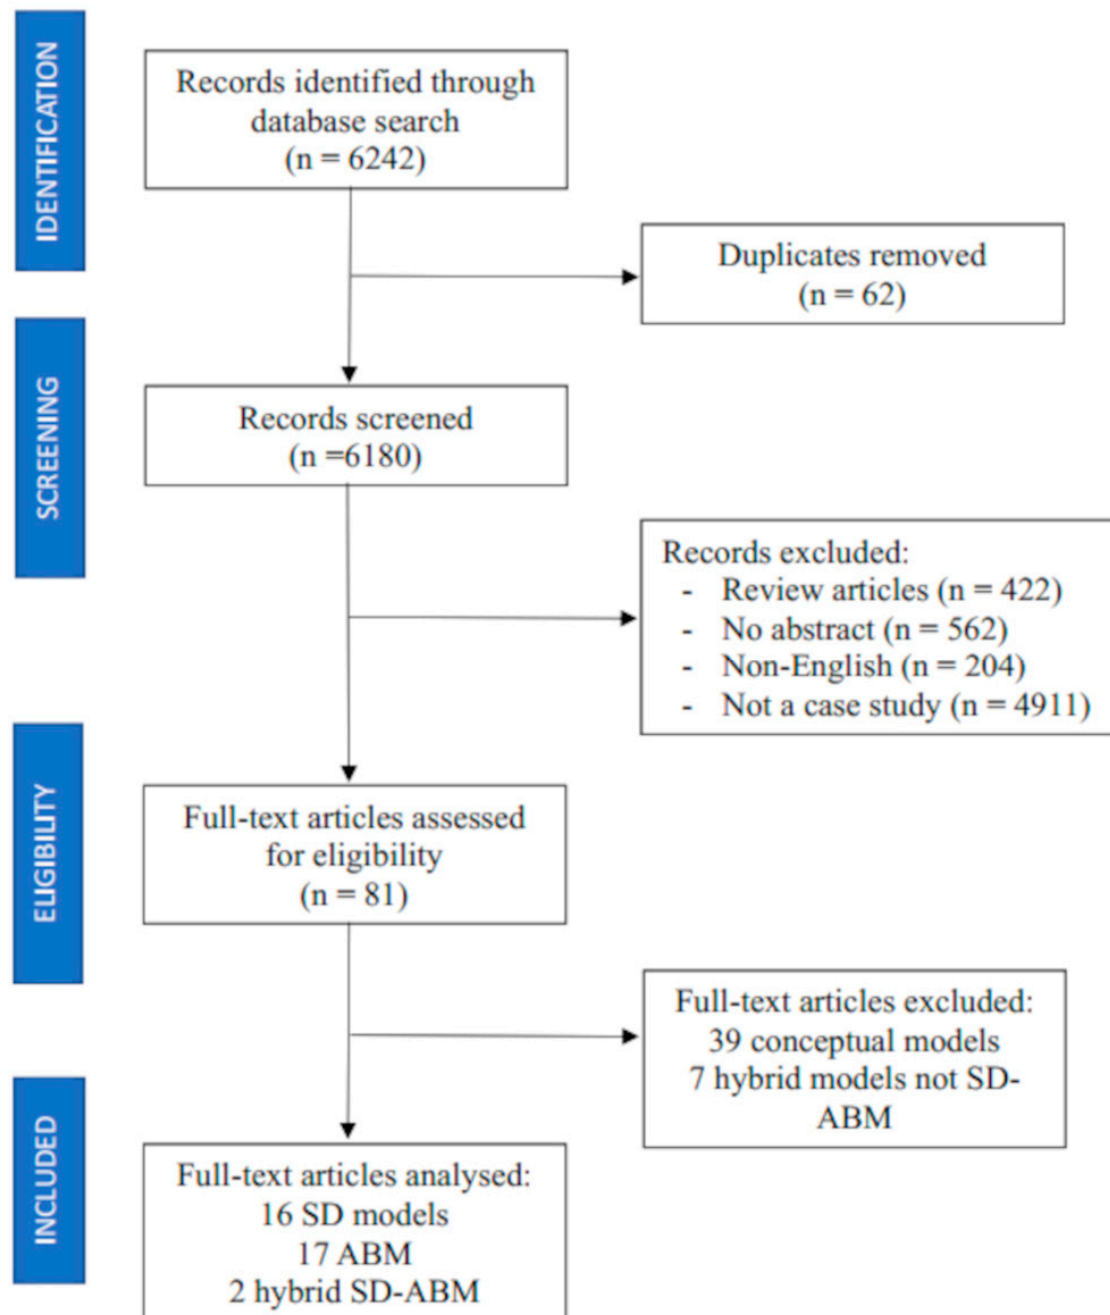 IDENTIFICATION
Records identified through
database search
(n = 6242)
Duplicates removed
(n = 62)
SCREENING
Records screened
(n =6180)
Records excluded:
- Review articles (n = 422)
- No abstract (n = 562)
- Non-English (n = 204)
- Not a case study (n = 4911)
ELIGIBILITY
Full-text articles assessed
for eligibility
(n = 81)
Full-text articles excluded:
39 conceptual models
7 hybrid models not SD-
ABM
INCLUDED
Full-text articles analysed:
16 SD models
17 ABM
2 hybrid SD-ABM